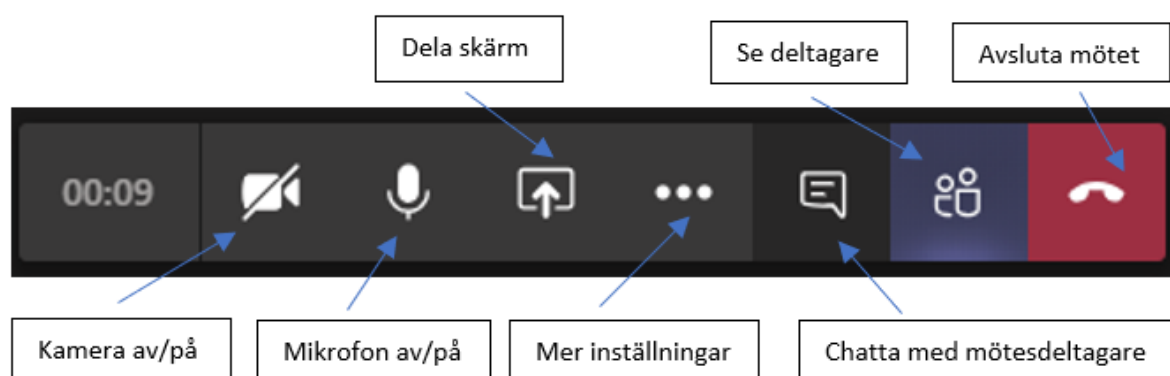 Dela skärm
Se deltagare
Avsluta mötet
00:09
Kamera av/på
Mikrofon av/på
Mer inställningar
Chatta med mötesdeltagare